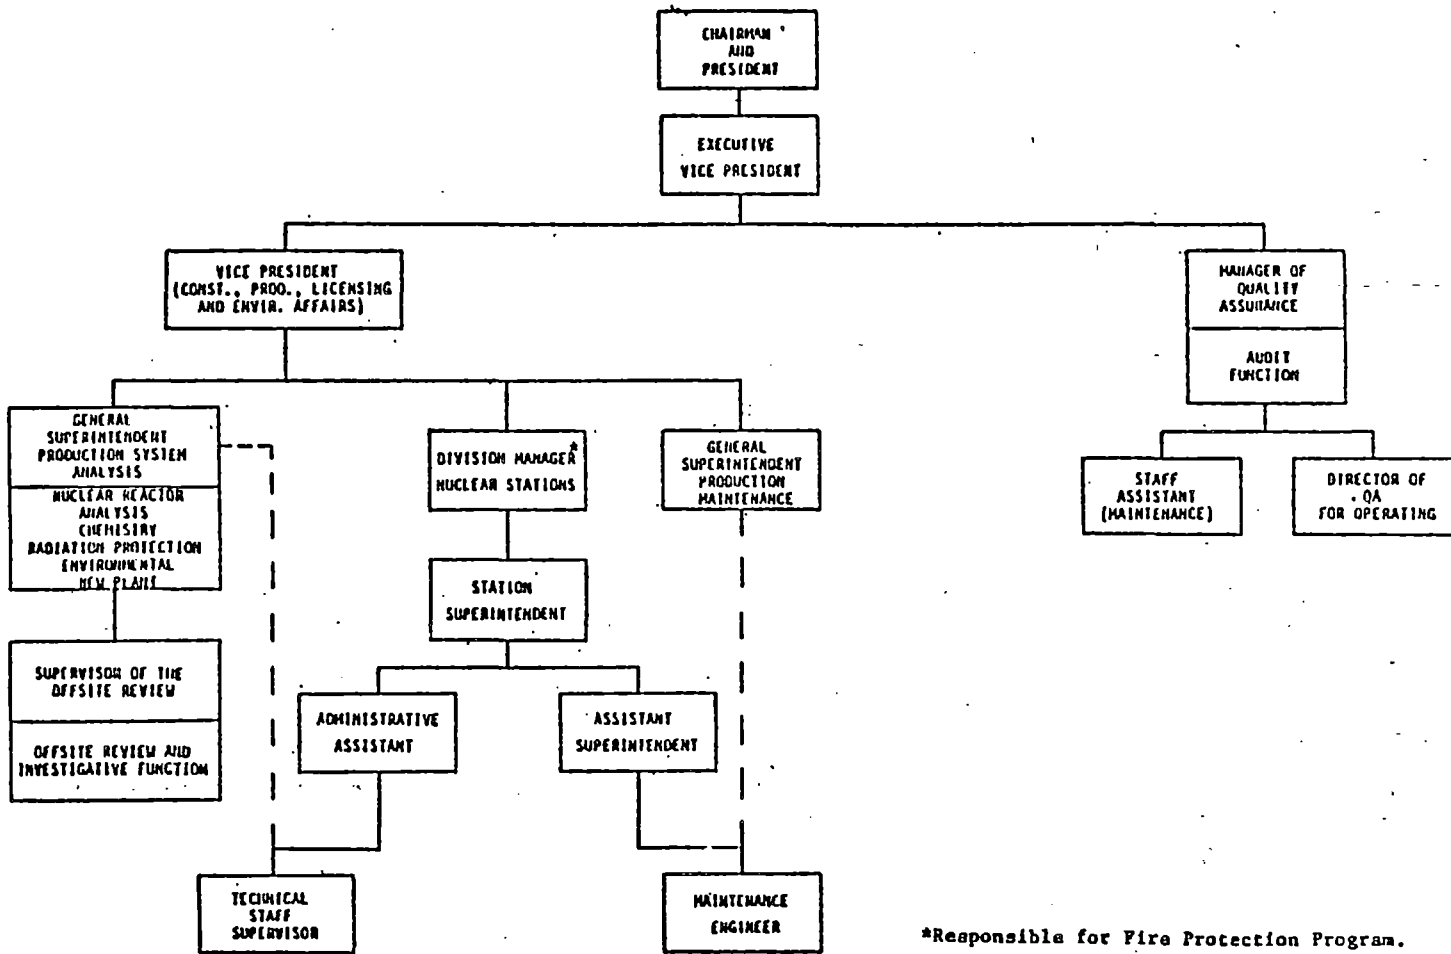 CHAIRMAN
AND
PRESIDENT
EXECUTIVE
VICE PRESIDENT
VICE PRESIDENT
(CONST., PROD., LICENSING
AND ENVIR. AFFAIRS)
MANAGER OF
QUALITY
ASSURANCE
AUDIT
FUNCTION
GENERAL
SUPERINTENDENT
PRODUCTION SYSTEM
ANALYSIS
NUCLEAR REACTOR
ANALYSIS
CHEMISTRY
RADIATION PROTECTION
ENVIRONMENTAL
NEW PLANT
DIVISION MANAGER*
NUCLEAR STATIONS
GENERAL
SUPERINTENDENT
PRODUCTION
MAINTENANCE
STAFF
ASSISTANT
(MAINTENANCE)
DIRECTOR OF
QA
FOR OPERATING
STATION
SUPERINTENDENT
SUPERVISOR OF THE
OFFSITE REVIEW
OFFSITE REVIEW AND
INVESTIGATIVE FUNCTION
ADMINISTRATIVE
ASSISTANT
ASSISTANT
SUPERINTENDENT
TECHNICAL
STAFF
SUPERVISOR
MAINTENANCE
ENGINEER
*Responsible for Fire Protection Program.